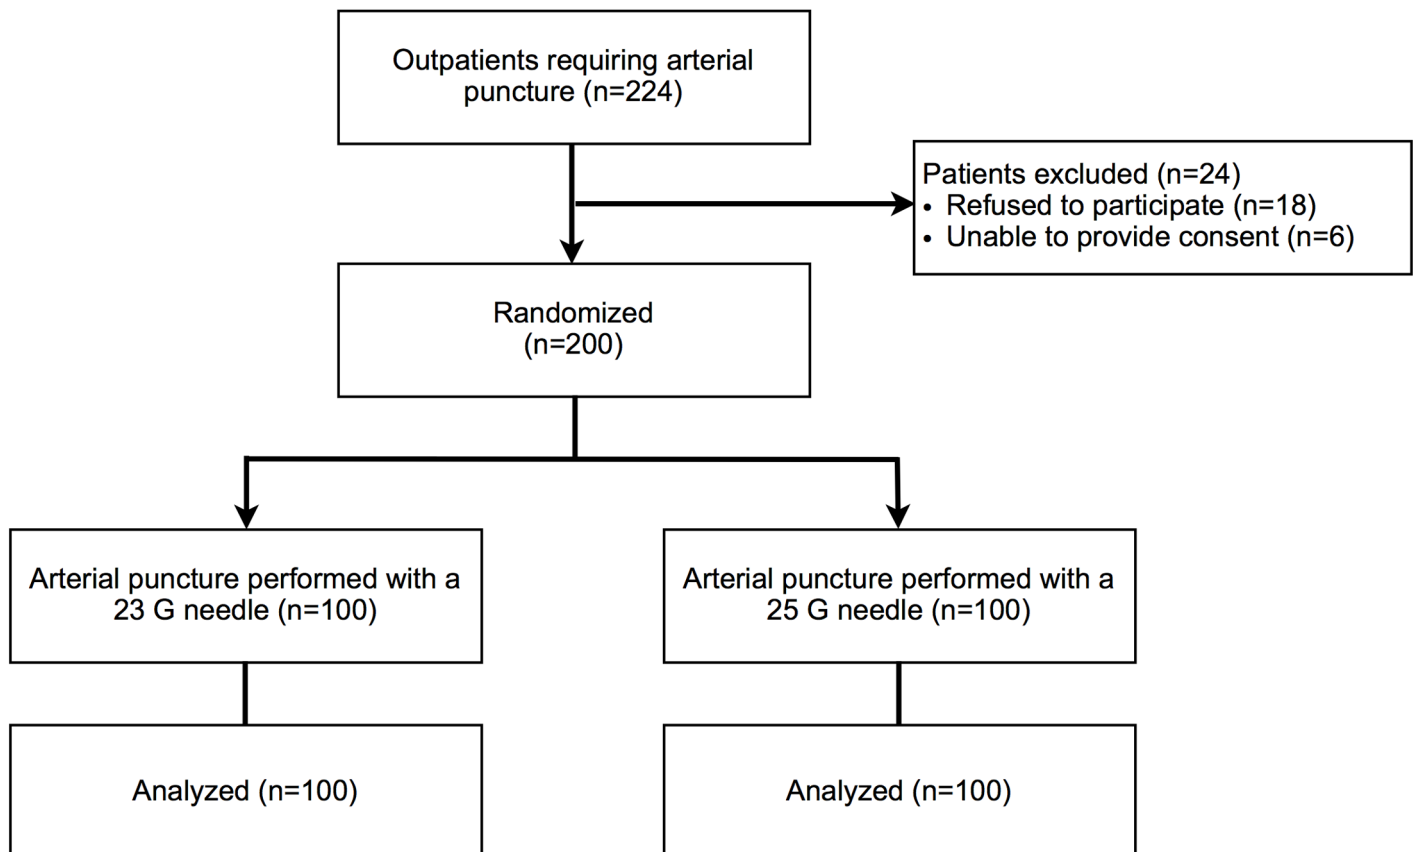 Outpatients requiring arterial
puncture (n=224)
Patients excluded (n=24)
• Refused to participate (n=18)
• Unable to provide consent (n=6)
Randomized
(n=200)
Arterial puncture performed with a
23 G needle (n=100)
Arterial puncture performed with a
25 G needle (n=100)
Analyzed (n=100)
Analyzed (n=100)